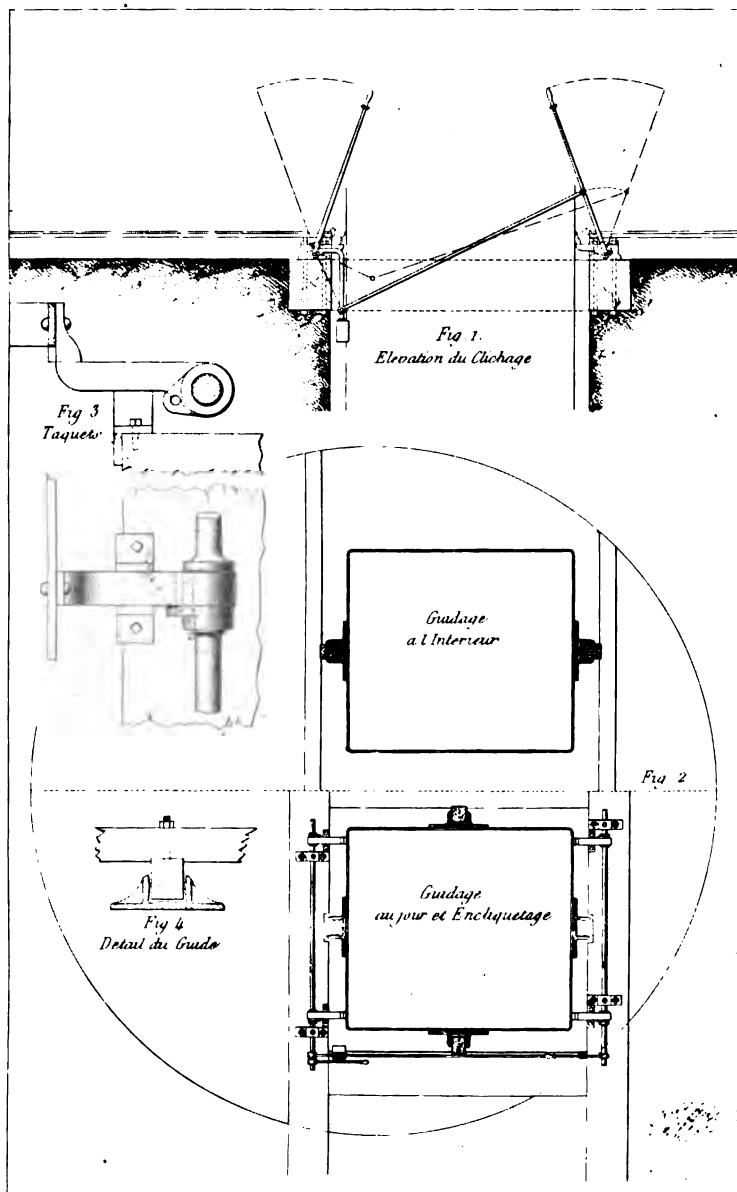 Fig 1.
Elevation du Clichage
Fig 3
Taquets
Guidage
a l'Interieur
Fig 2
Guidage
au jour et Encliquetage
Fig 4
Detail du Guide